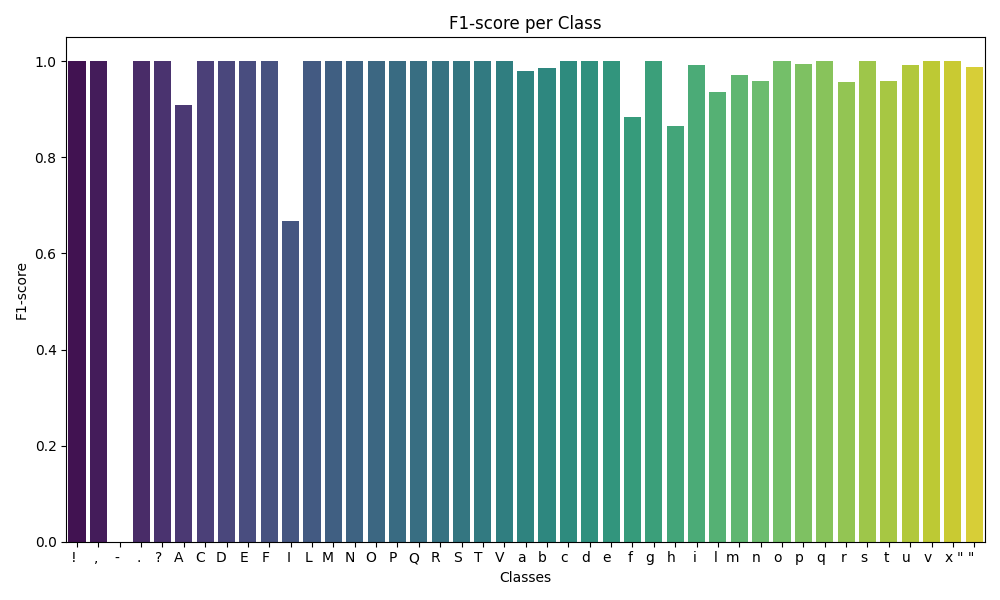 F1-score per Class
F1-score
1.0
0.8
0.6
0.4
0.2
0.0
! , - . ? A C D E F I L M N O P Q R S T V a b c d e f g h i l m n o p q r s t u v x " "
Classes